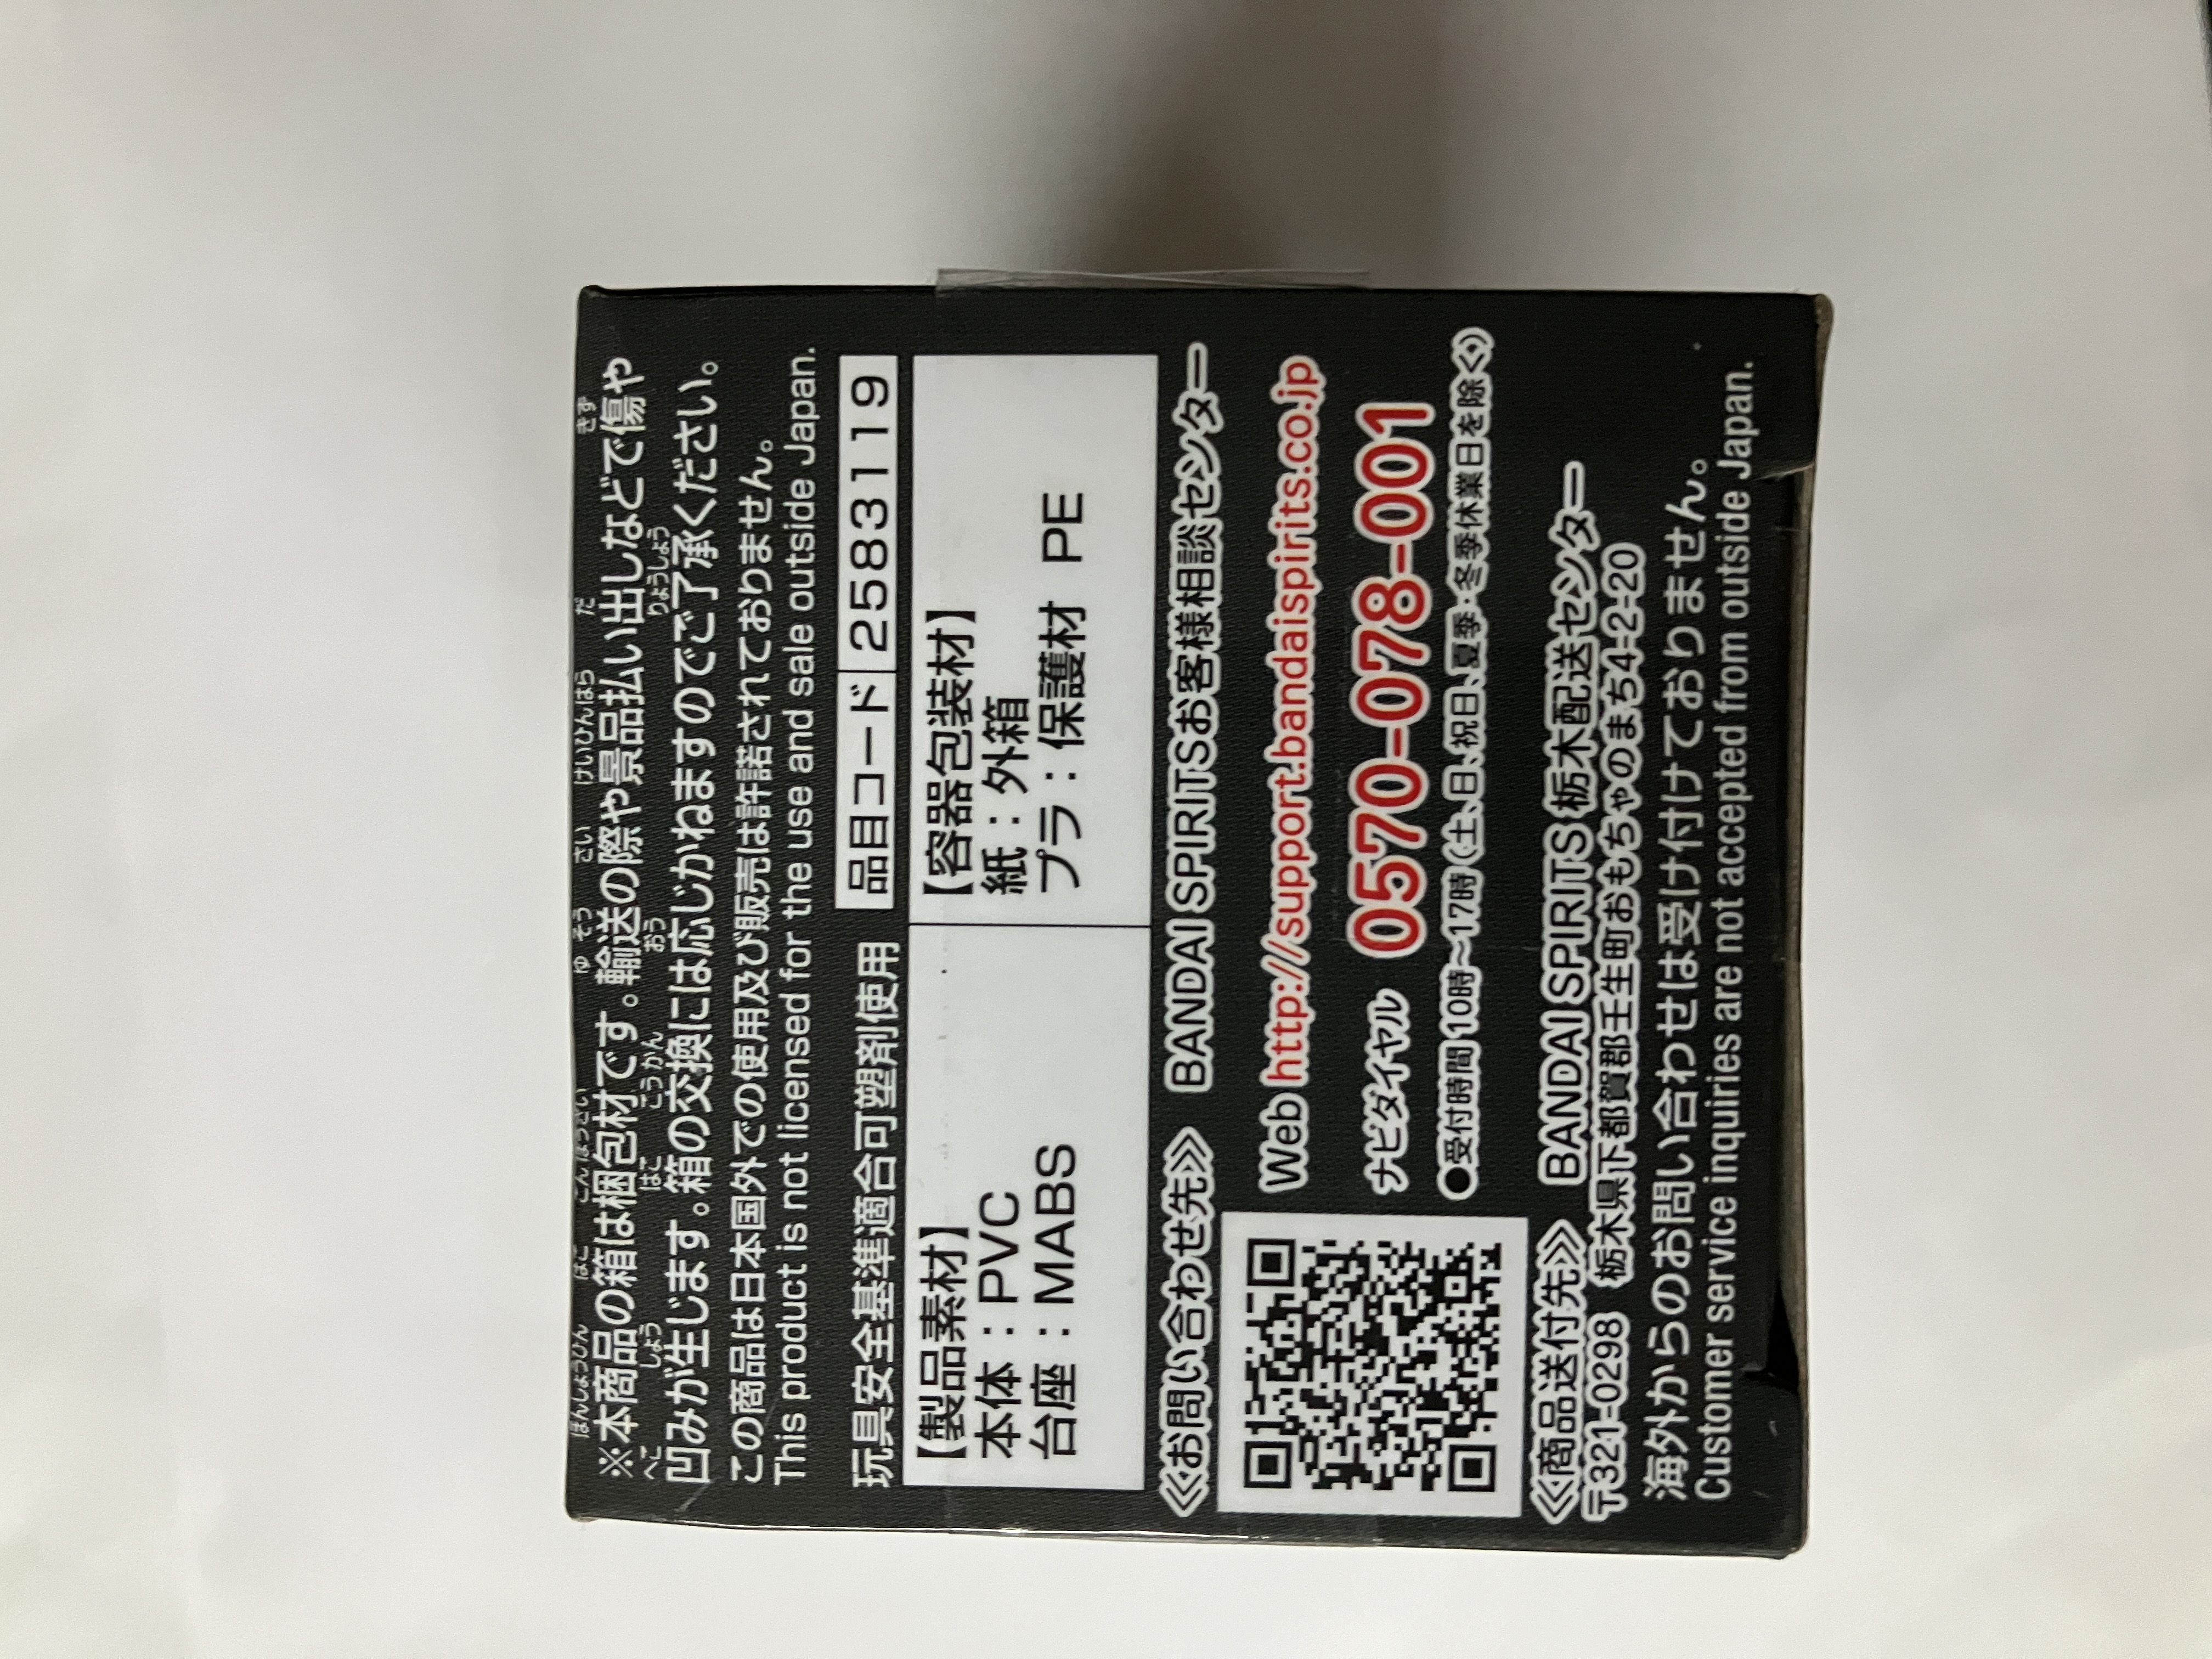 ※本商品の箱は梱包材です。輸送の際や景品払い出しなどで傷や
凹みが生じます。箱の交換には応じかねますのでご了承ください。
この商品は日本国外での使用及び販売は許諾されておりません。
This product is not licensed for the use and sale outside Japan.
玩具安全基準適合可塑剤使用 品目コード 2583119
【製品素材】
本体：PVC
台座：MABS
【容器包装材】
紙：外箱
プラ：保護材 PE
《お問い合わせ先》 BANDAI SPIRITSお客様相談センター
Web http://support.bandaispirits.co.jp
ナビダイヤル 0570-078-001
●受付時間10時～17時（土、日、祝日、夏季・冬季休業日を除く）
《商品送付先》 BANDAI SPIRITS 栃木配送センター
〒321-0298 栃木県下都賀郡壬生町おもちゃのまち4-2-20
海外からのお問い合わせは受け付けておりません。
Customer service inquiries are not accepted from outside Japan.